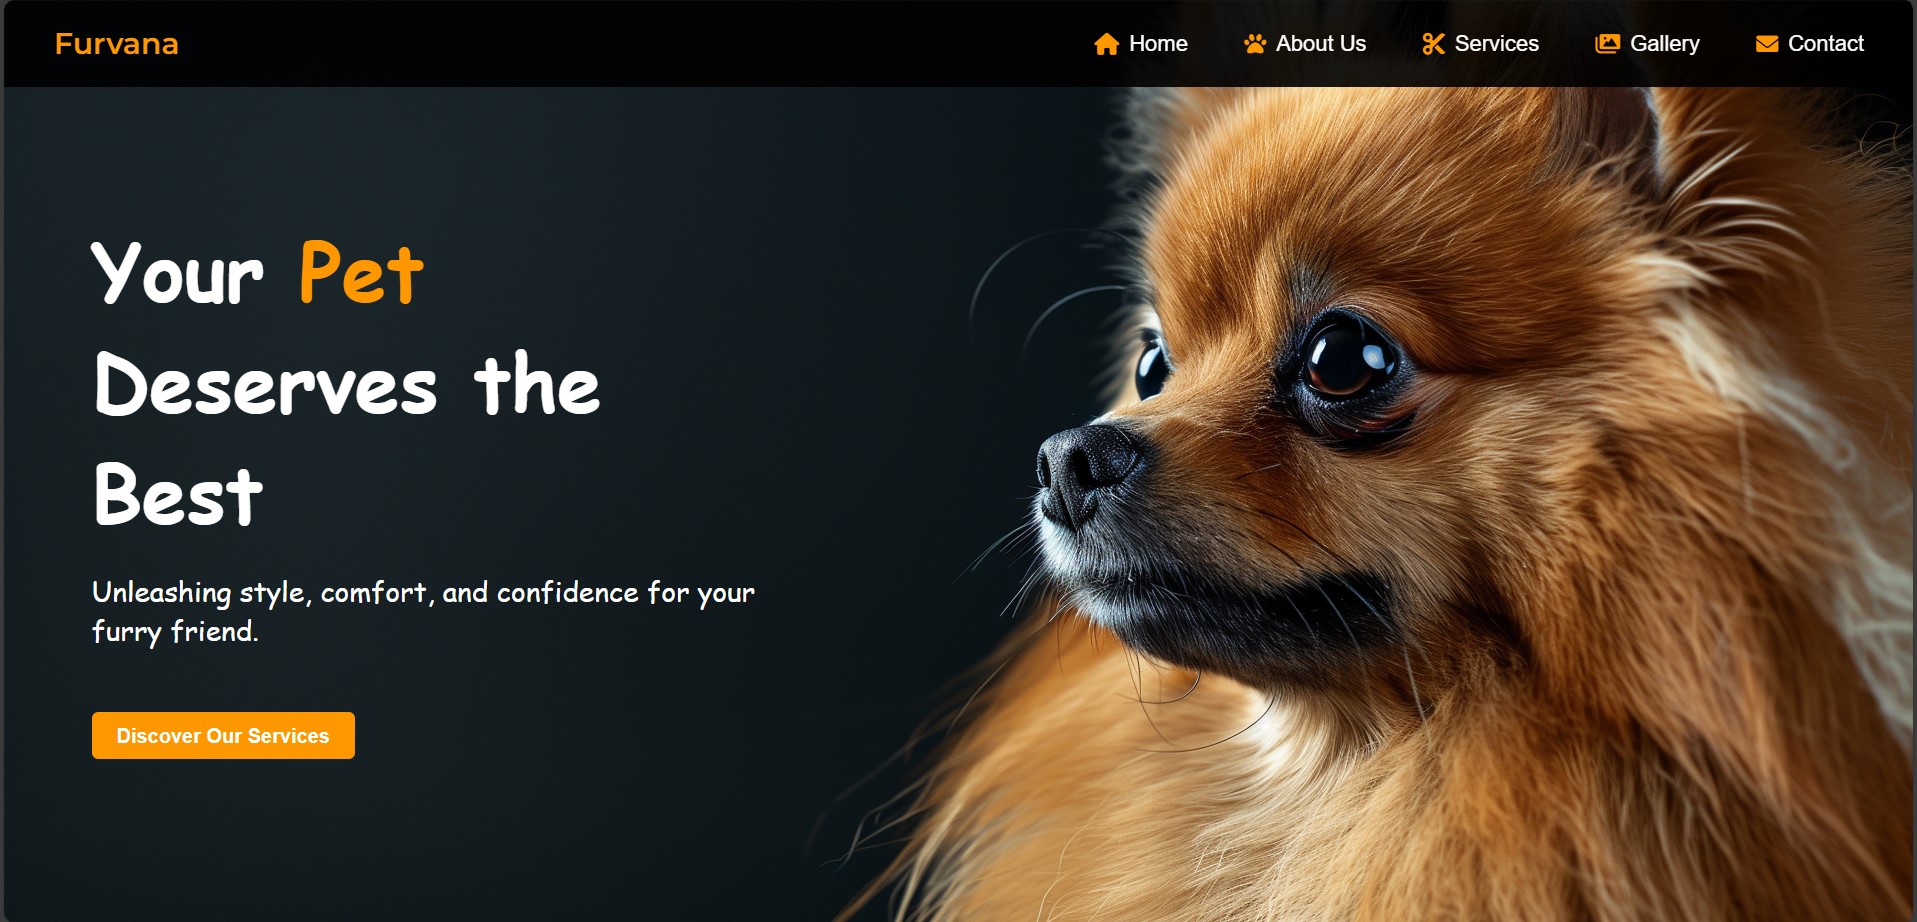 Furvana
Home
About Us
Services
Gallery
Contact
Your Pet
Deserves the
Best
Unleashing style, comfort, and confidence for your
furry friend.
Discover Our Services